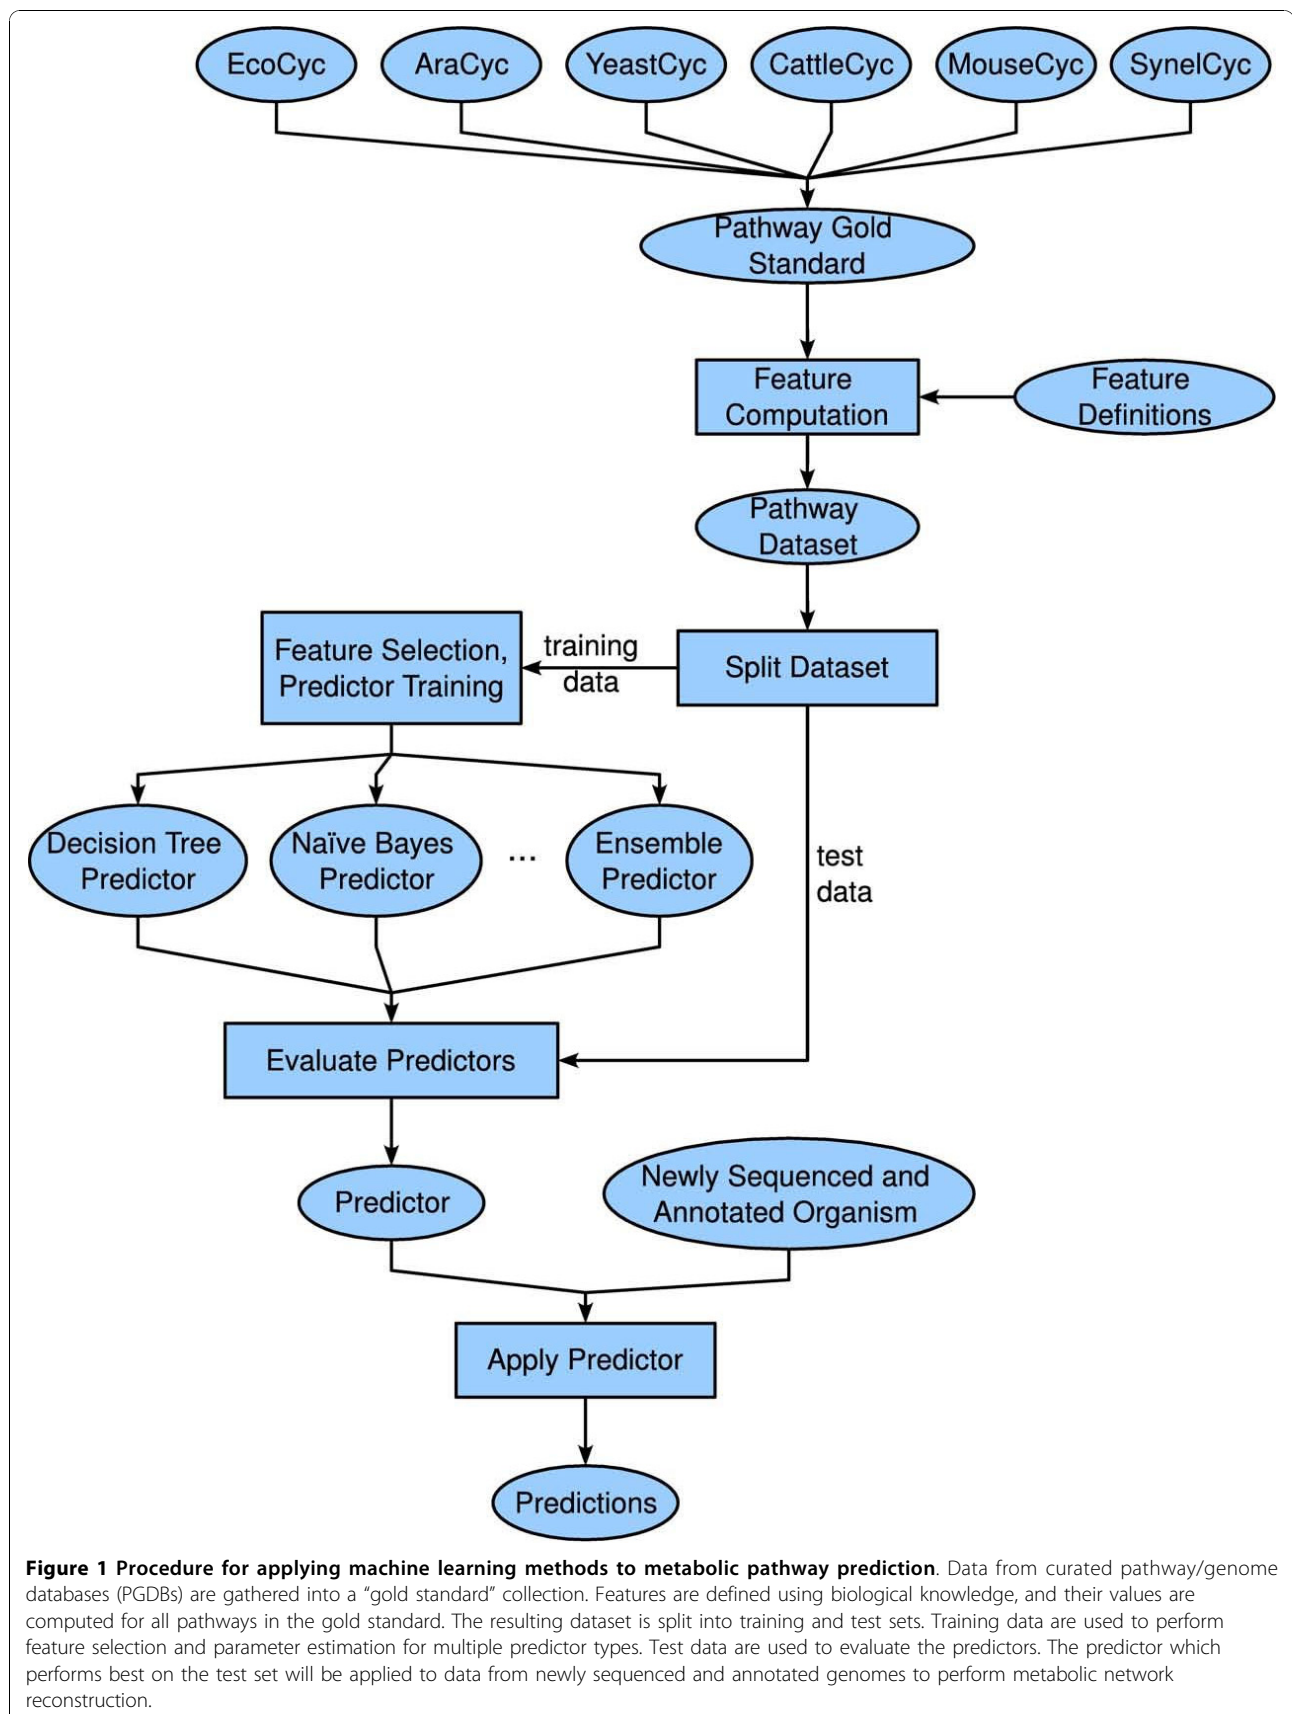 EcoCyc
AraCyc
YeastCyc
CattleCyc
MouseCyc
SynelCyc
Pathway Gold
Standard
Feature
Computation
Feature
Definitions
Pathway
Dataset
Feature Selection,
Predictor Training
training
data
Split Dataset
Decision Tree
Predictor
Naïve Bayes
Predictor
...
Ensemble
Predictor
test
data
Evaluate Predictors
Predictor
Newly Sequenced and
Annotated Organism
Apply Predictor
Predictions
Figure 1 Procedure for applying machine learning methods to metabolic pathway prediction. Data from curated pathway/genome
databases (PGDBs) are gathered into a “gold standard” collection. Features are defined using biological knowledge, and their values are
computed for all pathways in the gold standard. The resulting dataset is split into training and test sets. Training data are used to perform
feature selection and parameter estimation for multiple predictor types. Test data are used to evaluate the predictors. The predictor which
performs best on the test set will be applied to data from newly sequenced and annotated genomes to perform metabolic network
reconstruction.